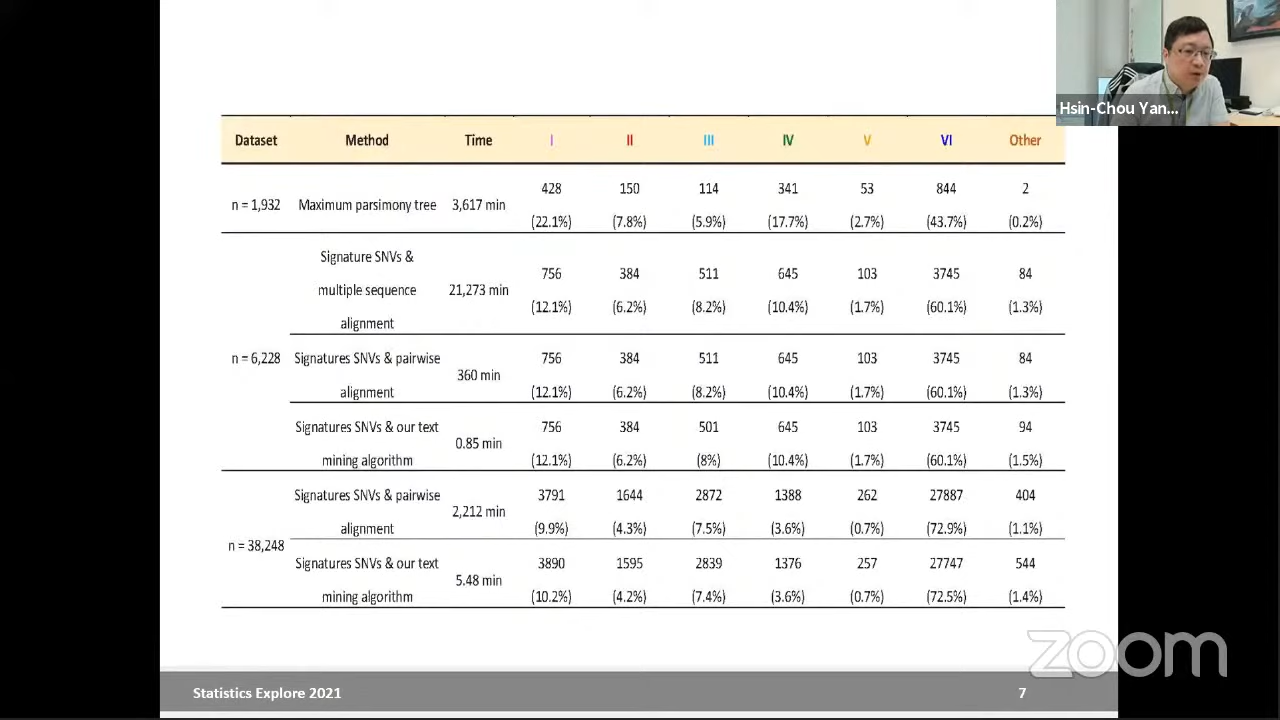 Hsin-Chou Yan...
Dataset Method Time I II III IV V VI Other
n = 1,932 Maximum parsimony tree 3,617 min 428 150 114 341 53 844 2
(22.1%) (7.8%) (5.9%) (17.7%) (2.7%) (43.7%) (0.2%)
n = 6,228
Signature SNVs &
multiple sequence
alignment
21,273 min
756 384 511 645 103 3745 84
(12.1%) (6.2%) (8.2%) (10.4%) (1.7%) (60.1%) (1.3%)
Signatures SNVs & pairwise
alignment
360 min
756 384 511 645 103 3745 84
(12.1%) (6.2%) (8.2%) (10.4%) (1.7%) (60.1%) (1.3%)
Signatures SNVs & our text
mining algorithm
0.85 min
756 384 501 645 103 3745 94
(12.1%) (6.2%) (8%) (10.4%) (1.7%) (60.1%) (1.5%)
n = 38,248
Signatures SNVs & pairwise
alignment
2,212 min
3791 1644 2872 1388 262 27887 404
(9.9%) (4.3%) (7.5%) (3.6%) (0.7%) (72.9%) (1.1%)
Signatures SNVs & our text
mining algorithm
5.48 min
3890 1595 2839 1376 257 27747 544
(10.2%) (4.2%) (7.4%) (3.6%) (0.7%) (72.5%) (1.4%)
zoom
Statistics Explore 2021 7